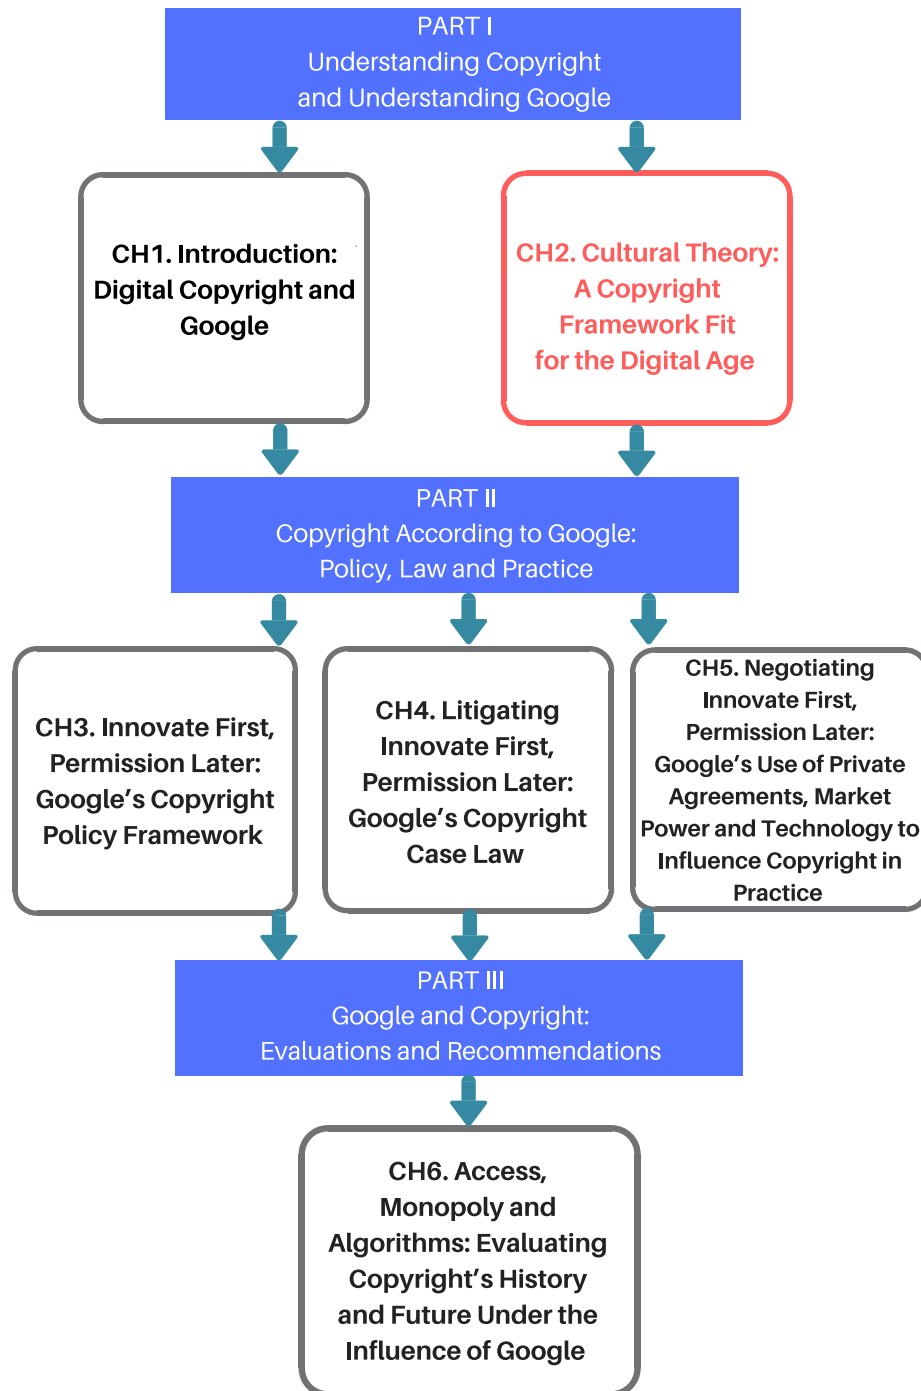 PART I
Understanding Copyright
and Understanding Google
CH1. Introduction:
Digital Copyright and
Google
CH2. Cultural Theory:
A Copyright
Framework Fit
for the Digital Age
PART II
Copyright According to Google:
Policy, Law and Practice
CH3. Innovate First,
Permission Later:
Google’s Copyright
Policy Framework
CH4. Litigating
Innovate First,
Permission Later:
Google’s Copyright
Case Law
CH5. Negotiating
Innovate First,
Permission Later:
Google’s Use of Private
Agreements, Market
Power and Technology to
Influence Copyright in
Practice
PART III
Google and Copyright:
Evaluations and Recommendations
CH6. Access,
Monopoly and
Algorithms: Evaluating
Copyright’s History
and Future Under the
Influence of Google